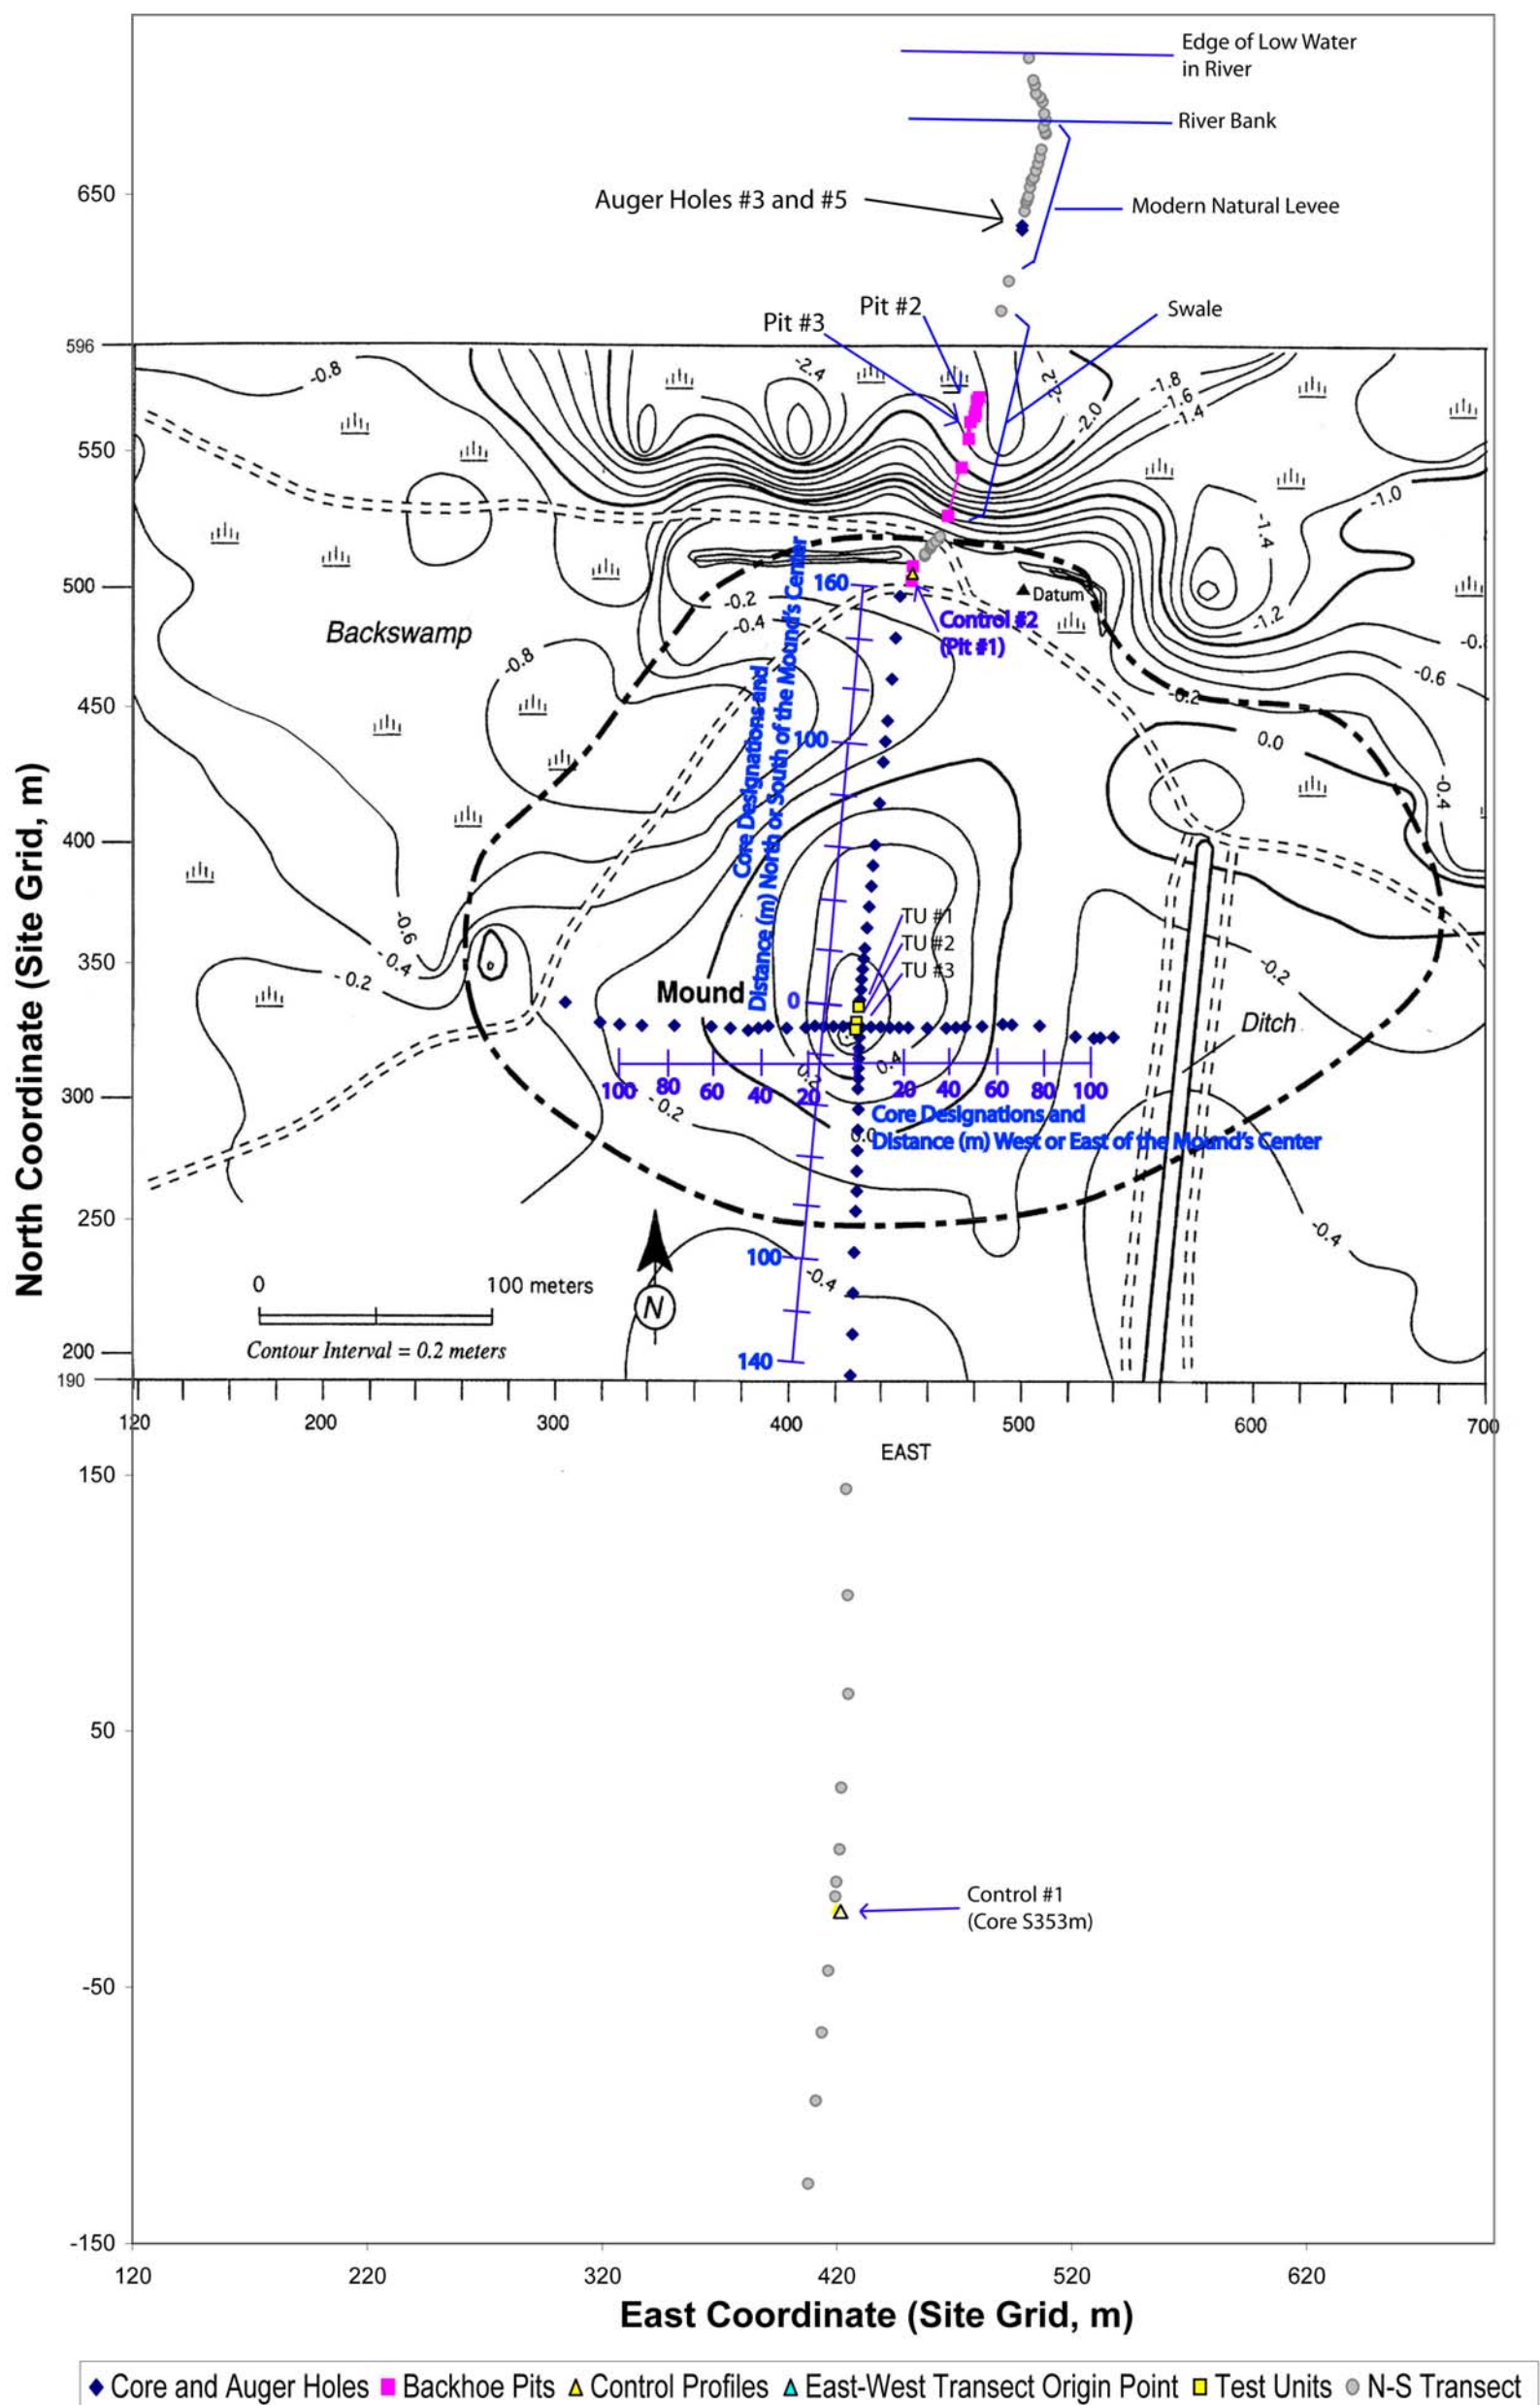 Edge of Low Water
in River
River Bank
650
Auger Holes #3 and #5
Modern Natural Levee
Pit #2
Pit #3
Swale
596
-0.8
-2.4
-2.2
-1.8
-1.6
-1.4
-2.0
550
-1.0
-1.4
500
160
Datum
-0.2
-0.4
Control #2
(Pit #1)
-1.2
Backswamp
-0.8
-0.8
-0.6
450
-0.2
100
0.0
-0.4
Core Designations and
Distance (m) North or South of the Mound's Center
400
North Coordinate (Site Grid, m)
-0.6
-0.4
TU #1
TU #2
TU #3
350
-0.2
-0.2
Mound
0
Ditch
0.4
0.2
300
100 80 60 40 20 20 40 60 80 100
-0.2
Core Designations and
0.0
Distance (m) West or East of the Mound's Center
250
-0.4
100
-0.4
0 100 meters
N
Contour Interval = 0.2 meters
200
140
190
120 200 300 400 500 600 700
EAST
150
50
Control #1
(Core S353m)
-50
-150
120 220 320 420 520 620
East Coordinate (Site Grid, m)
Core and Auger Holes Backhoe Pits Control Profiles East-West Transect Origin Point Test Units N-S Transect